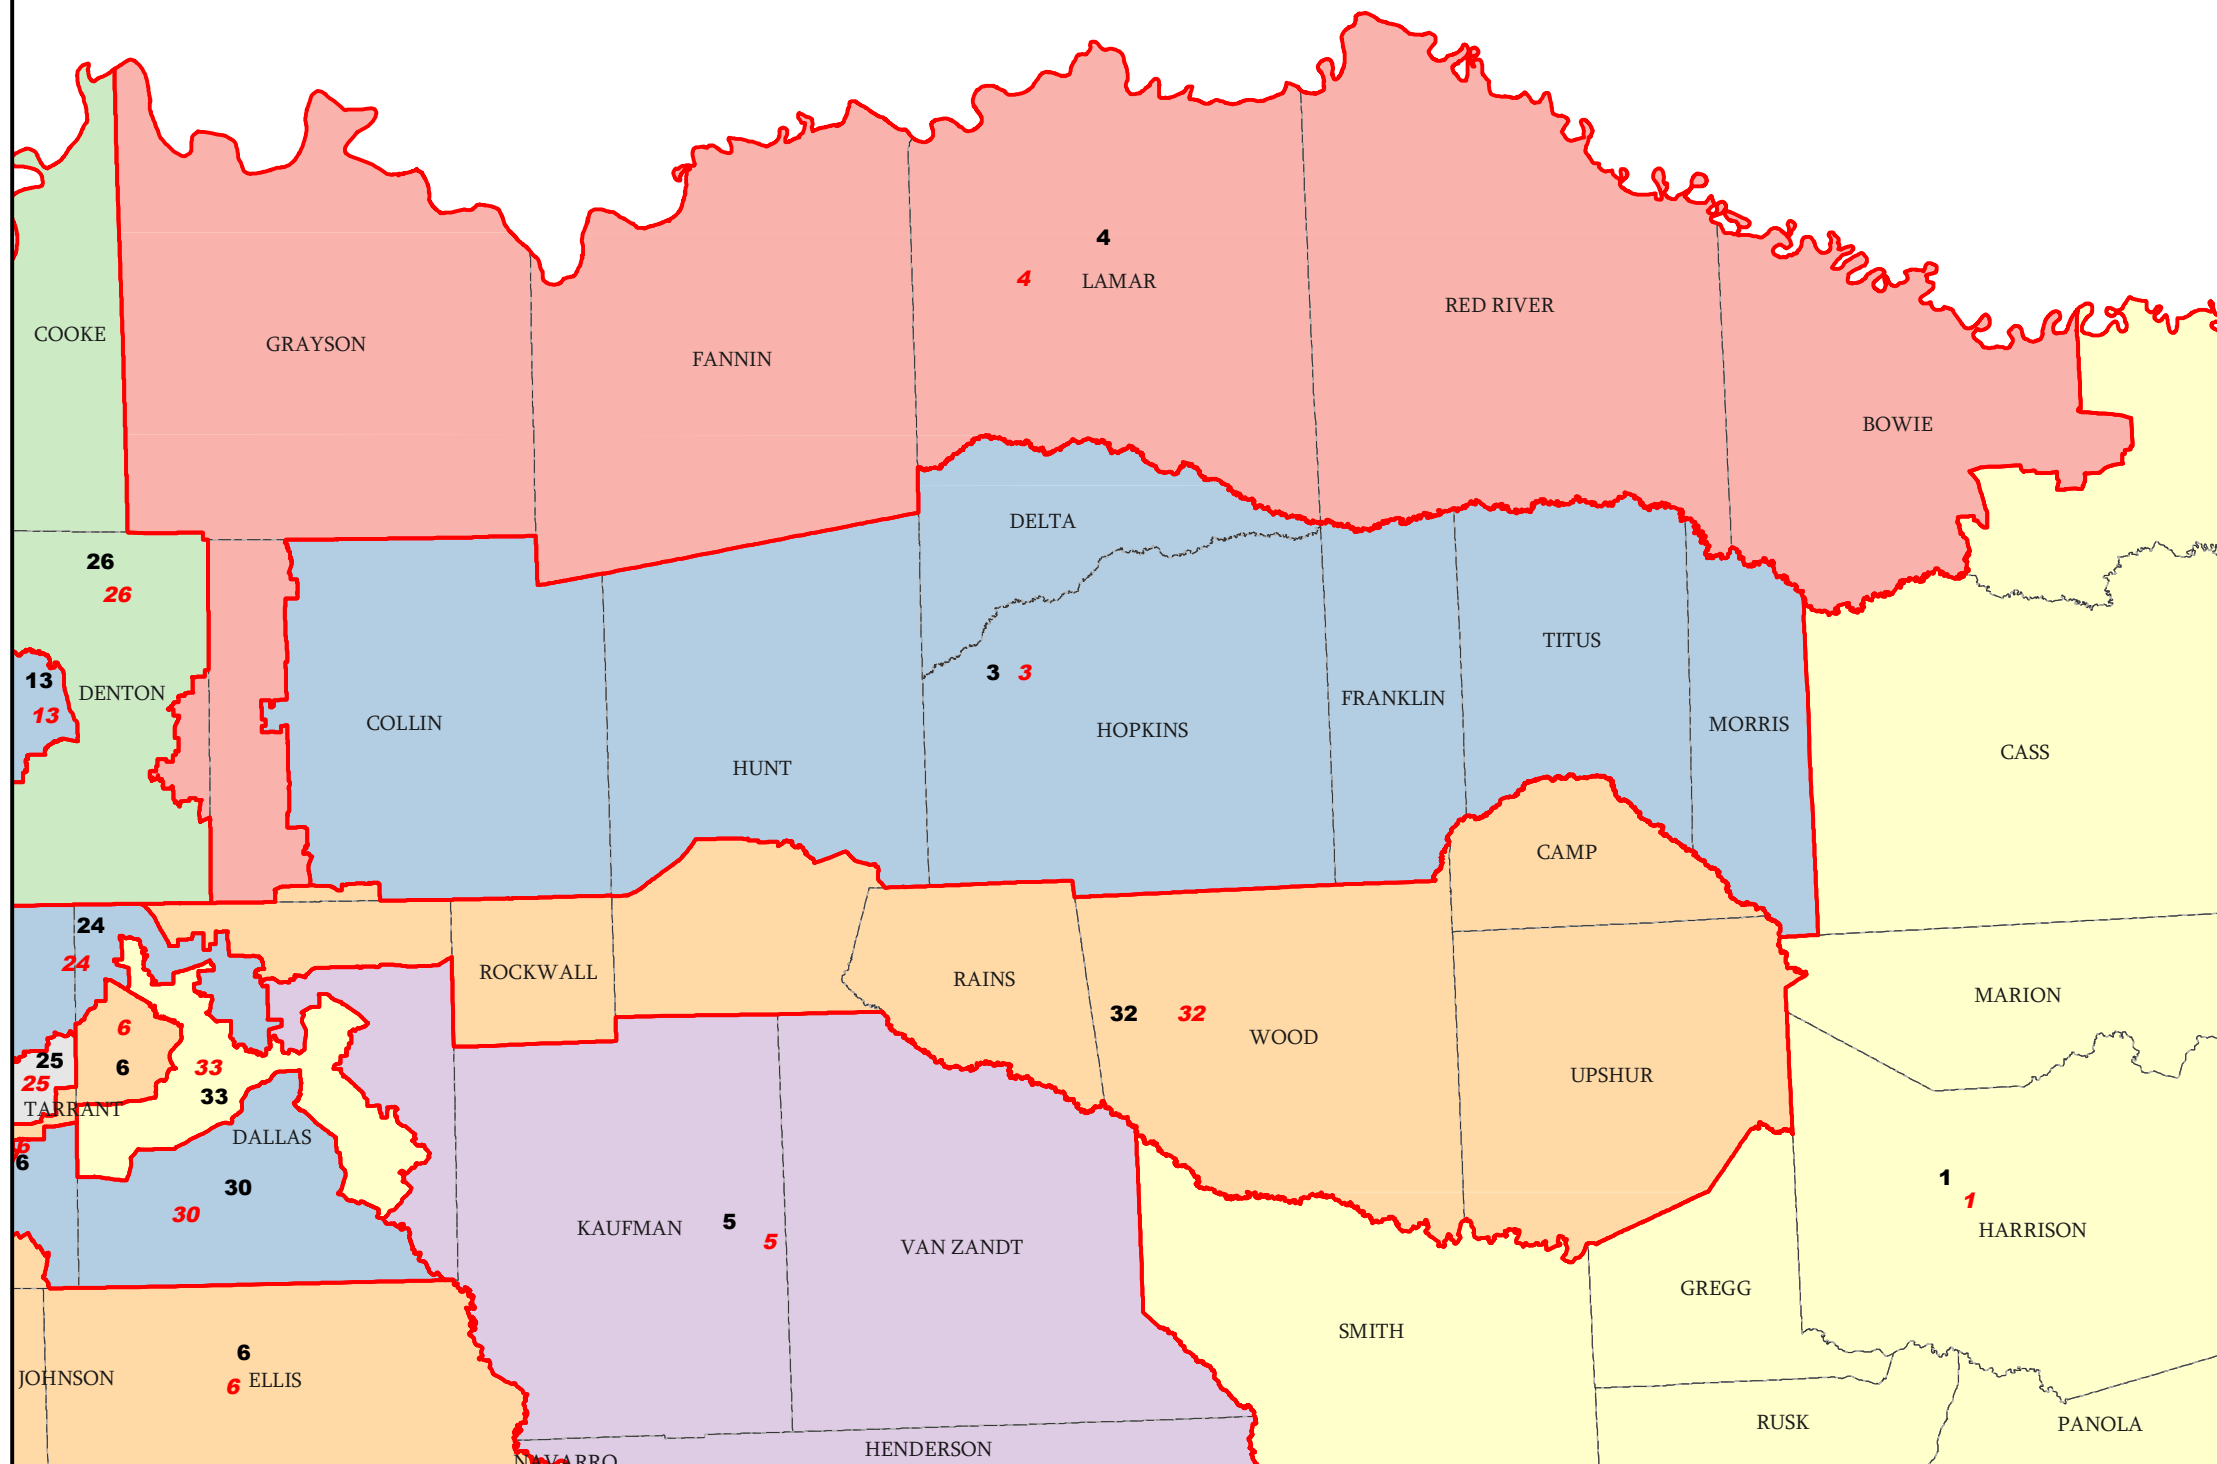 4
4 LAMAR
RED RIVER
COOKE
GRAYSON
FANNIN
BOWIE
DELTA
26
26
TITUS
3 3
13
DENTON
FRANKLIN
13
COLLIN
HOPKINS
MORRIS
HUNT
CASS
CAMP
24
24
ROCKWALL
RAINS
MARION
32 32
WOOD
6
25
6
33
UPSHUR
25
33
TARRANT
DALLAS
6
6
30
30
1
1
KAUFMAN 5
5
VAN ZANDT
HARRISON
GREGG
SMITH
6
6 ELLIS
JOHNSON
RUSK
PANOLA
HENDERSON
NAVARRO